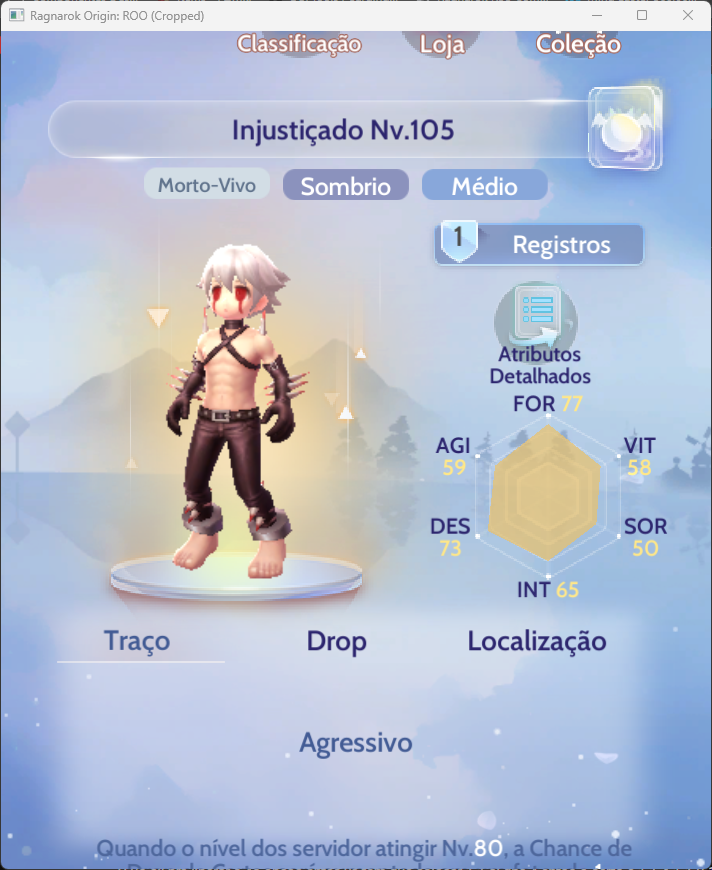 Ragnarok Origin: ROO (Cropped)
Classificação Loja Coleção
Injustiçado Nv.105
Morto-Vivo Sombrio Médio
1 Registros
Atributos
Detalhados
FOR 77
AGI VIT
59 58
DES SOR
73 50
INT 65
Traço Drop Localização
Agressivo
Quando o nível dos servidor atingir Nv.80, a Chance de